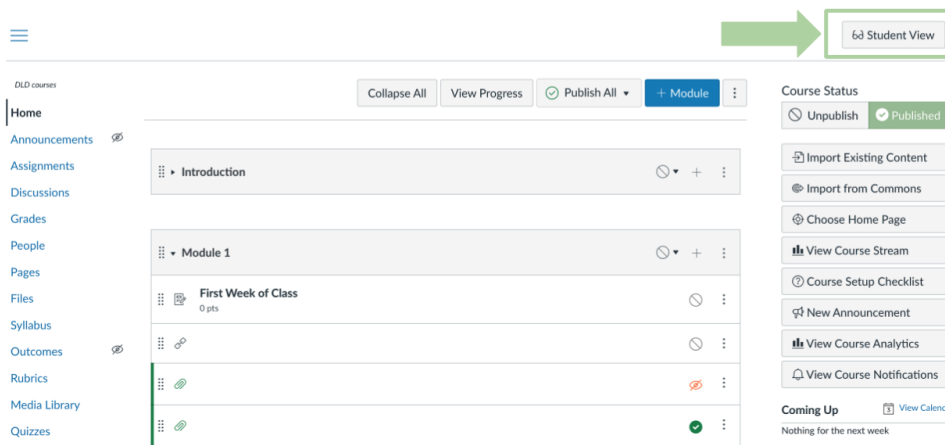 Student View
DLD courses
Home
Announcements
Assignments
Discussions
Grades
People
Pages
Files
Syllabus
Outcomes
Rubrics
Media Library
Quizzes
Collapse All
View Progress
Publish All
+ Module
Introduction
Module 1
First Week of Class
0 pts
Course Status
Unpublish
Published
Import Existing Content
Import from Commons
Choose Home Page
View Course Stream
Course Setup Checklist
New Announcement
View Course Analytics
View Course Notifications
Coming Up
View Calend
Nothing for the next week